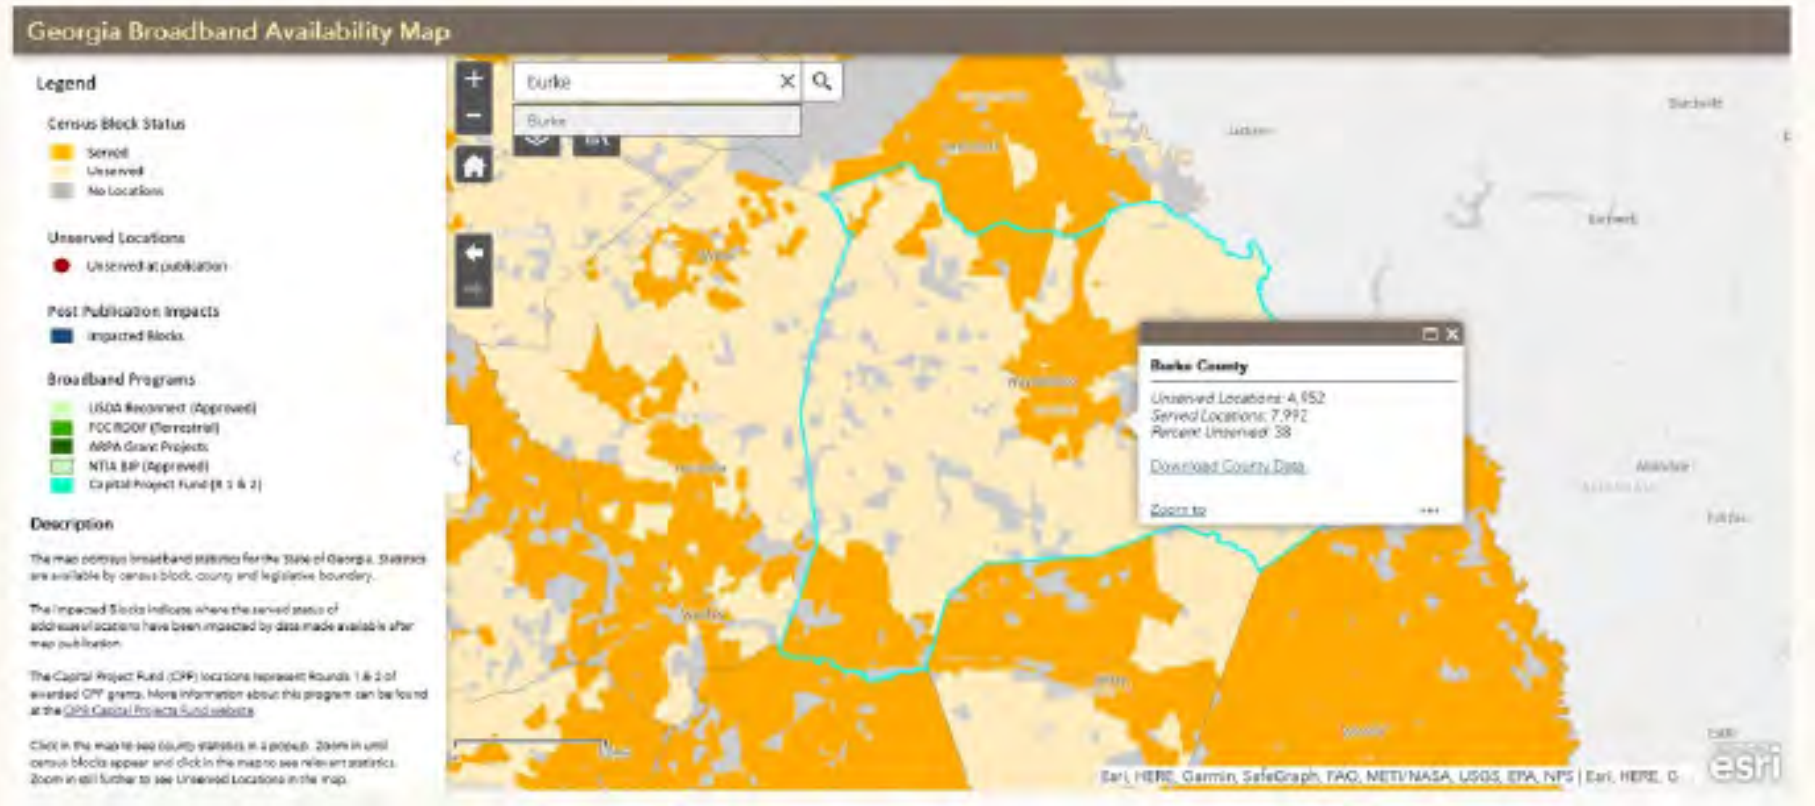 Georgia Broadband Availability Map
Legend
Census Block Status
Served
Unserved
No Locations
Unserved Locations
Unserved at publication
Post Publication Impacts
Impacted Blocks
Broadband Programs
USDA Reconnect (Approved)
FCC RDOF (Terrestrial)
ARPA Grant Projects
NTIA BIP (Approved)
Capital Project Fund (R 1 & 2)
Description
The map portrays broadband statistics for the State of Georgia. Statistics
are available by census block, county and legislative boundary.
The Impacted Blocks indicate where the served status of
addresses/locations have been impacted by data made available after
map publication.
The Capital Project Fund (CPF) locations represent Rounds 1 & 2 of
awarded CPF grants. More information about this program can be found
at the OPB Capital Projects Fund website.
Click in the map to see county statistics in a popup. Zoom in until
census blocks appear and click in the map to see relevant statistics.
Zoom in still further to see Unserved Locations in the map.
burke
Burke
Burke County
Unserved Locations: 4,952
Served Locations: 7,992
Percent Unserved: 38
Download County Data
Zoom to
Allendale
Fairfax
Esri, HERE, Garmin, SafeGraph, FAO, METI/NASA, USGS, EPA, NPS | Esri, HERE, G
esri